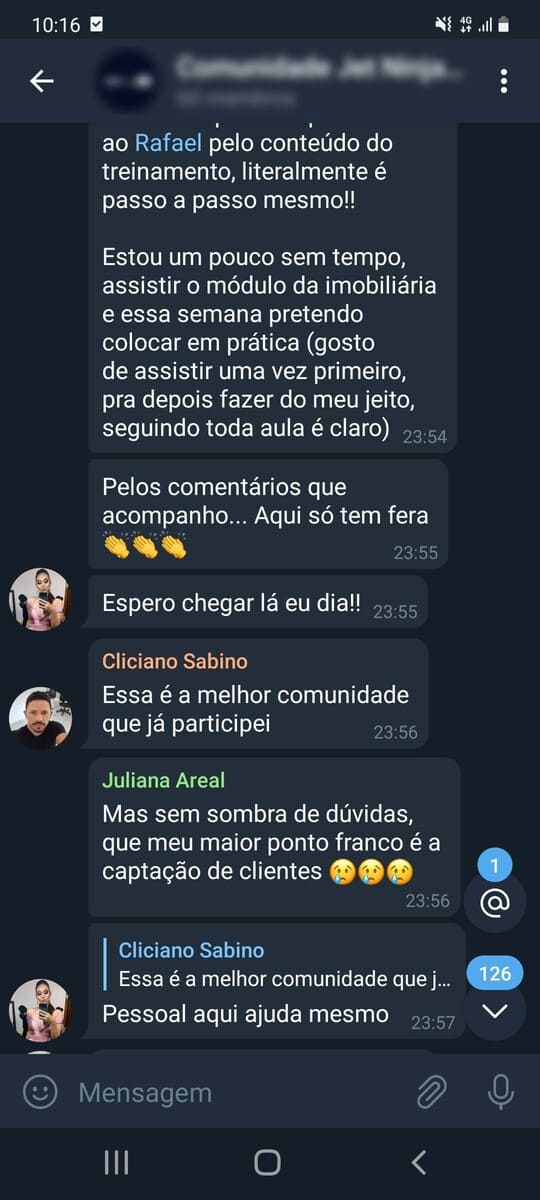 10:16
4G
ao Rafael pelo conteúdo do
treinamento, literalmente é
passo a passo mesmo!!
Estou um pouco sem tempo,
assistir o módulo da imobiliária
e essa semana pretendo
colocar em prática (gosto
de assistir uma vez primeiro,
pra depois fazer do meu jeito,
seguindo toda aula é claro) 23:54
Pelos comentários que
acompanho... Aqui só tem fera
👏👏👏 23:55
Espero chegar lá eu dia!! 23:55
Cliciano Sabino
Essa é a melhor comunidade
que já participei 23:56
Juliana Areal
Mas sem sombra de dúvidas,
que meu maior ponto franco é a
captação de clientes 😢😢😢
23:56
1
@
Cliciano Sabino
Essa é a melhor comunidade que j...
126
Pessoal aqui ajuda mesmo 23:57
Mensagem